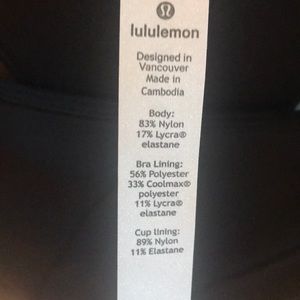 lululemon
Designed in
Vancouver
Made in
Cambodia
Body:
83% Nylon
17% Lycra®
elastane
Bra Lining:
56% Polyester
33% Coolmax®
polyester
11% Lycra®
elastane
Cup lining:
89% Nylon
11% Elastane